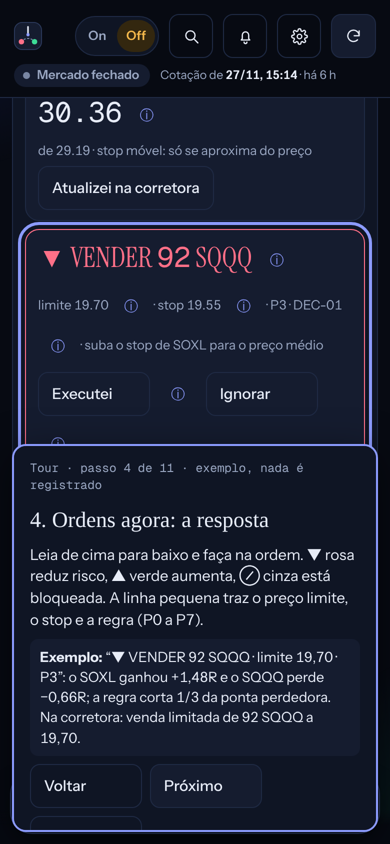 On Off
Mercado fechado Cotação de 27/11, 15:14 · há 6 h
30.36 ⓘ
de 29.19 · stop móvel: só se aproxima do preço
Atualizei na corretora
▼ VENDER 92 SQQQ ⓘ
limite 19.70 ⓘ · stop 19.55 ⓘ · P3 · DEC-01
ⓘ · suba o stop de SOXL para o preço médio
Executei ⓘ Ignorar
Tour · passo 4 de 11 · exemplo, nada é
registrado
4. Ordens agora: a resposta
Leia de cima para baixo e faça na ordem. ▼ rosa
reduz risco, ▲ verde aumenta, ⊘ cinza está
bloqueada. A linha pequena traz o preço limite,
o stop e a regra (P0 a P7).
Exemplo: “▼ VENDER 92 SQQQ · limite 19,70 ·
P3”: o SOXL ganhou +1,48R e o SQQQ perde
−0,66R; a regra corta 1/3 da ponta perdedora.
Na corretora: venda limitada de 92 SQQQ a
19,70.
Voltar Próximo